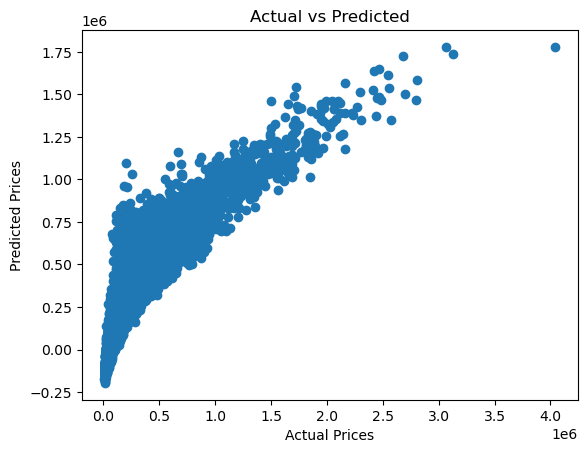 Actual vs Predicted
1e6
1.75
1.50
1.25
1.00
0.75
0.50
0.25
0.00
−0.25
Predicted Prices
0.0 0.5 1.0 1.5 2.0 2.5 3.0 3.5 4.0
Actual Prices
1e6